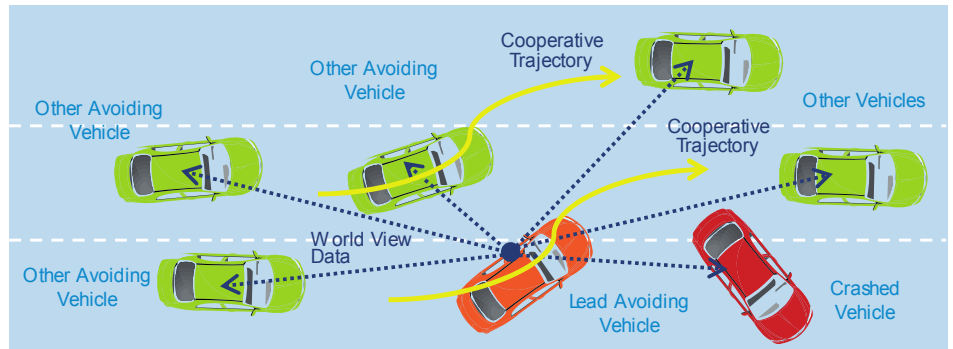 Cooperative
Trajectory
Other Avoiding
Vehicle
Other Avoiding
Vehicle
Other Vehicles
Cooperative
Trajectory
World View
Data
Other Avoiding
Vehicle
Lead Avoiding
Vehicle
Crashed
Vehicle